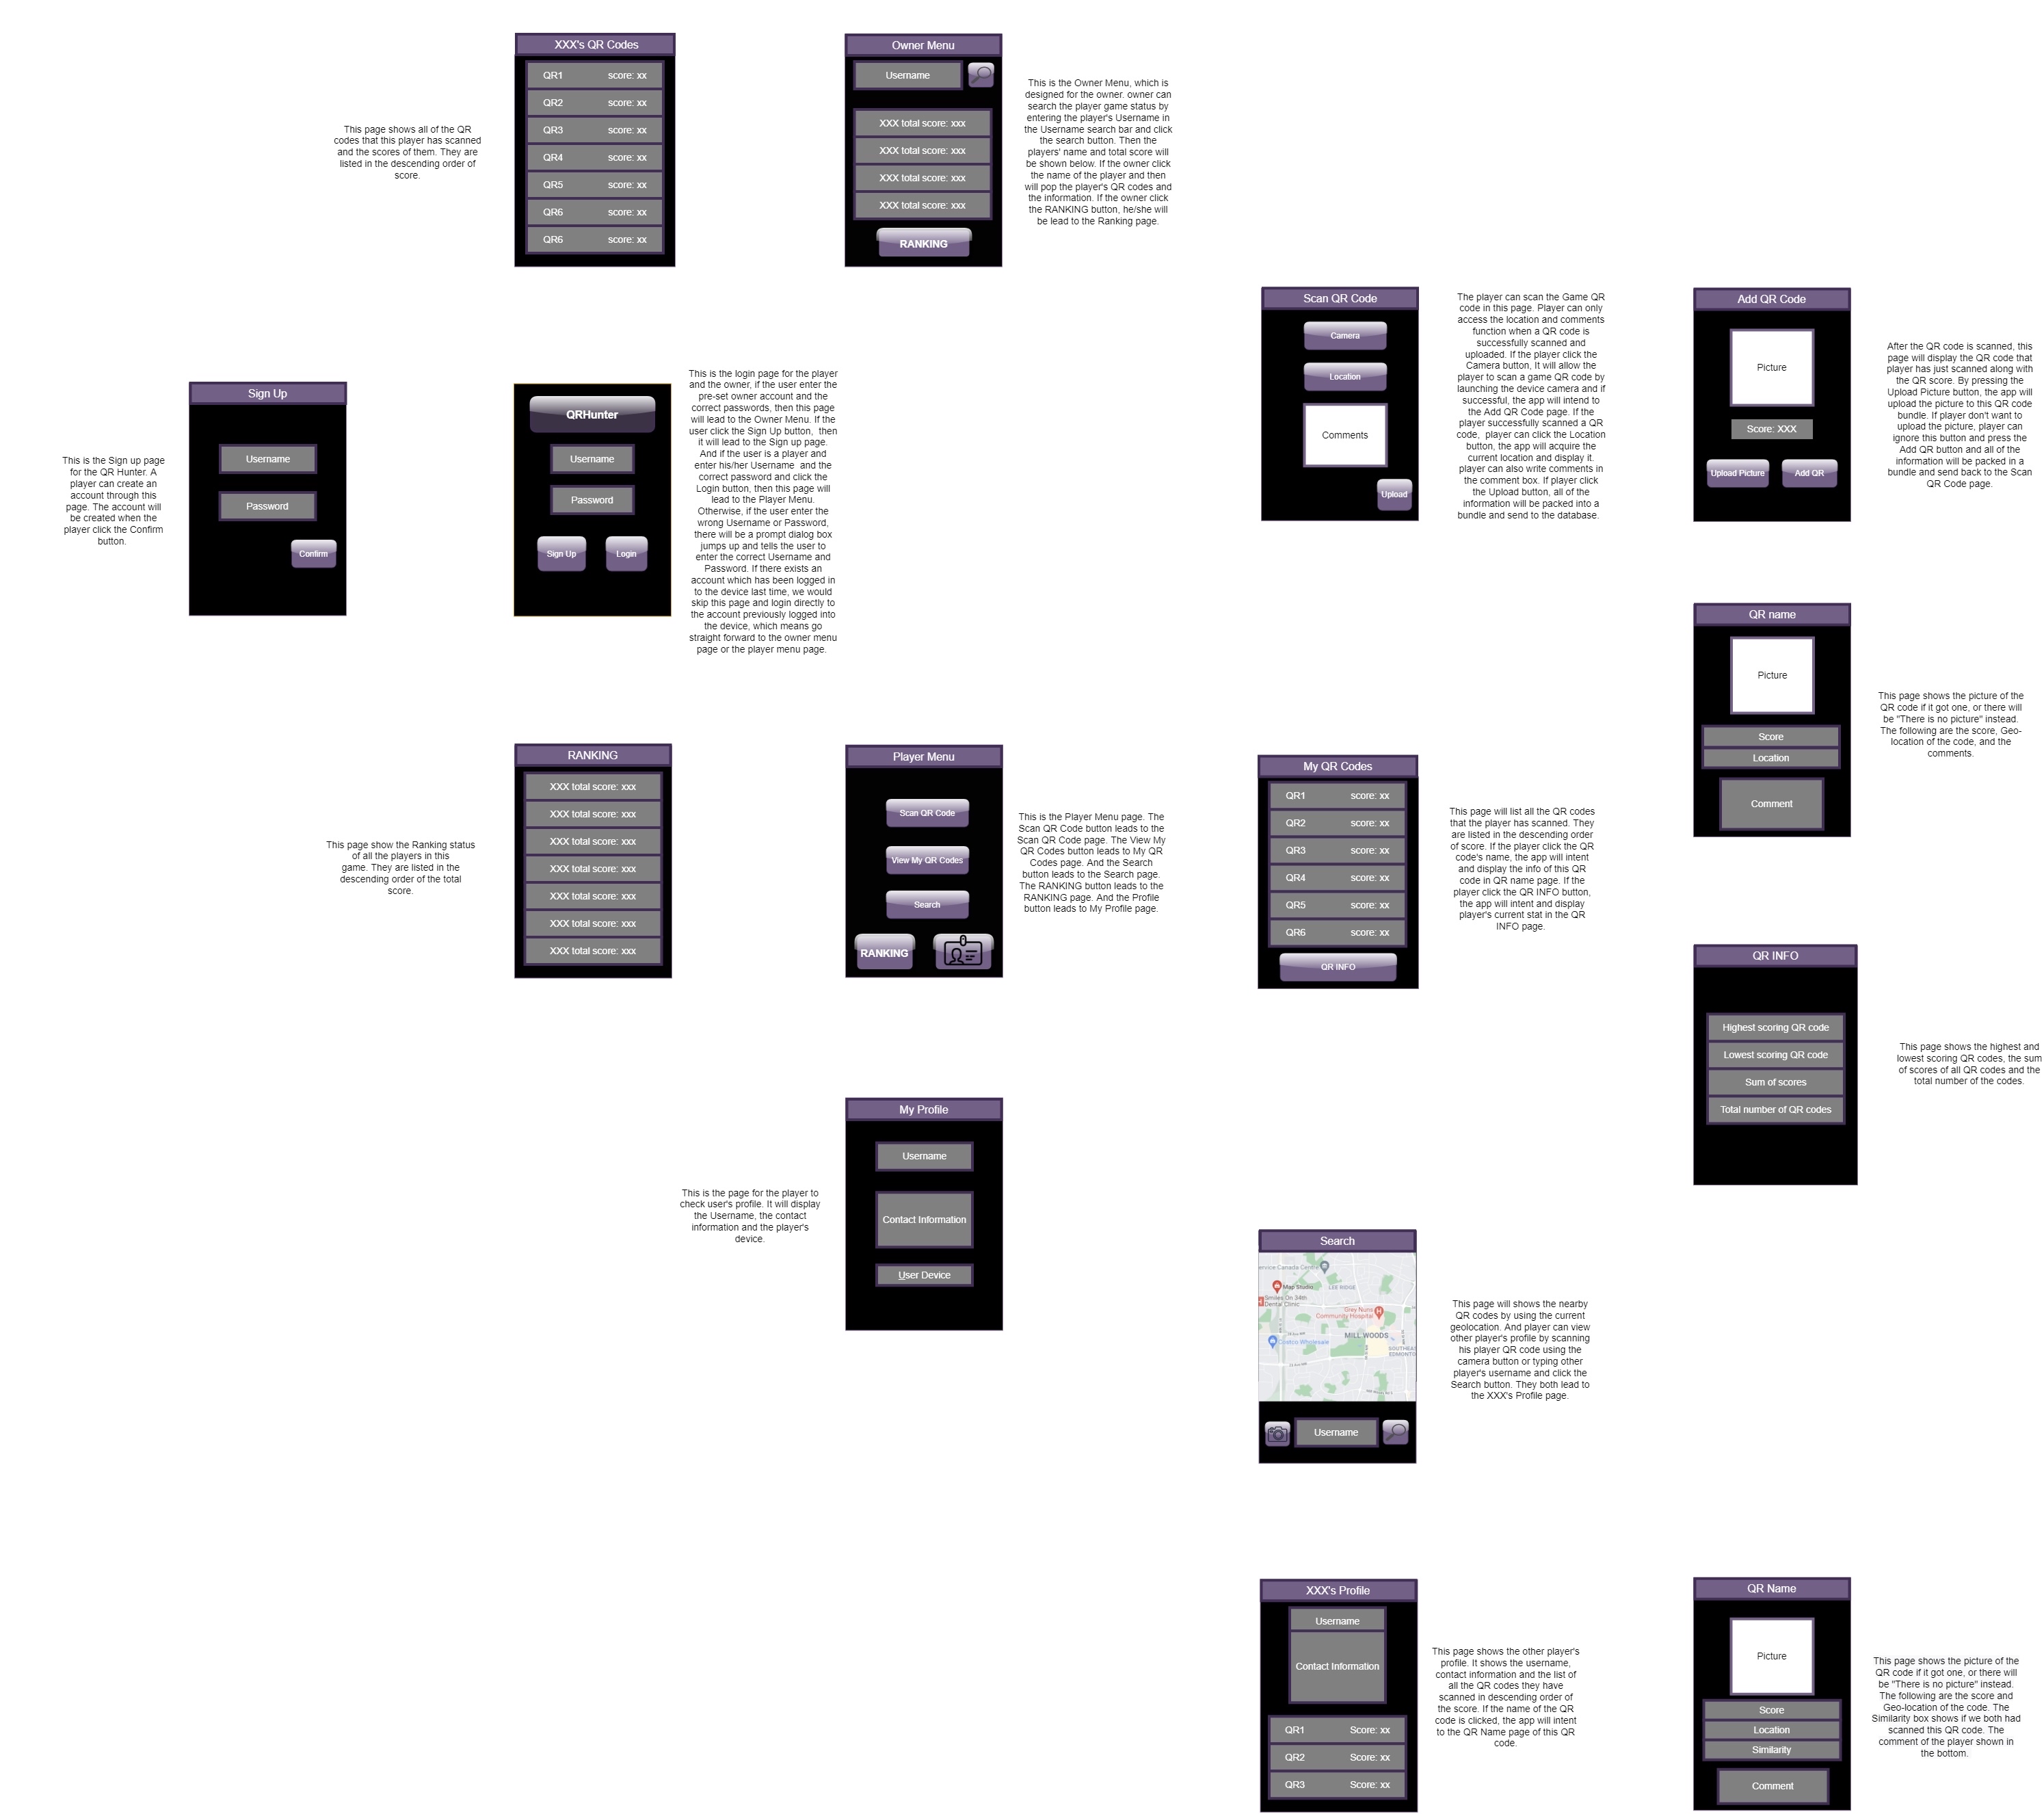 XXX's QR Codes
QR1 score: xx
QR2 score: xx
QR3 score: xx
QR4 score: xx
QR5 score: xx
QR6 score: xx
QR6 score: xx
This page shows all of the QR
codes that this player has scanned
and the scores of them. They are
listed in the descending order of
score.
Owner Menu
Username
XXX total score: xxx
XXX total score: xxx
XXX total score: xxx
XXX total score: xxx
RANKING
This is the Owner Menu, which is
designed for the owner. owner can
search the player game status by
entering the player's Username in
the Username search bar and click
the search button. Then the
players' name and total score will
be shown below. If the owner click
the name of the player and then
will pop the player's QR codes and
the information. If the owner click
the RANKING button, he/she will
be lead to the Ranking page.
Scan QR Code
Camera
Location
Comments
Upload
The player can scan the Game QR
code in this page. Player can only
access the location and comments
function when a QR code is
successfully scanned and
uploaded. If the player click the
Camera button, It will allow the
player to scan a game QR code by
launching the device camera and if
successful, the app will intend to
the Add QR Code page. If the
player successfully scanned a QR
code, player can click the Location
button, the app will acquire the
current location and display it.
player can also write comments in
the comment box. If player click
the Upload button, all of the
information will be packed into a
bundle and send to the database.
Add QR Code
Picture
Score: XXX
Upload Picture Add QR
After the QR code is scanned, this
page will display the QR code that
player has just scanned along with
the QR score. By pressing the
Upload Picture button, the app will
upload the picture to this QR code
bundle. If player don't want to
upload the picture, player can
ignore this button and press the
Add QR button and all of the
information will be packed in a
bundle and send back to the Scan
QR Code page.
Sign Up
Username
Password
Confirm
This is the Sign up page
for the QR Hunter. A
player can create an
account through this
page. The account will
be created when the
player click the Confirm
button.
QRHunter
Username
Password
Sign Up Login
This is the login page for the player
and the owner, if the user enter the
pre-set owner account and the
correct passwords, then this page
will lead to the Owner Menu. If the
user click the Sign Up button, then
it will lead to the Sign up page.
And if the user is a player and
enter his/her Username and the
correct password and click the
Login button, then this page will
lead to the Player Menu.
Otherwise, if the user enter the
wrong Username or Password,
there will be a prompt dialog box
jumps up and tells the user to
enter the correct Username and
Password. If there exists an
account which has been logged in
to the device last time, we would
skip this page and login directly to
the account previously logged into
the device, which means go
straight forward to the owner menu
page or the player menu page.
QR name
Picture
Score
Location
Comment
This page shows the picture of the
QR code if it got one, or there will
be "There is no picture" instead.
The following are the score, Geo-
location of the code, and the
comments.
RANKING
XXX total score: xxx
XXX total score: xxx
XXX total score: xxx
XXX total score: xxx
XXX total score: xxx
XXX total score: xxx
XXX total score: xxx
This page show the Ranking status
of all the players in this
game. They are listed in the
descending order of the total
score.
Player Menu
Scan QR Code
View My QR Codes
Search
RANKING
This is the Player Menu page. The
Scan QR Code button leads to the
Scan QR Code page. The View My
QR Codes button leads to My QR
Codes page. And the Search
button leads to the Search page.
The RANKING button leads to the
RANKING page. And the Profile
button leads to My Profile page.
My QR Codes
QR1 score: xx
QR2 score: xx
QR3 score: xx
QR4 score: xx
QR5 score: xx
QR6 score: xx
QR INFO
This page will list all the QR codes
that the player has scanned. They
are listed in the descending order
of score. If the player click the QR
code's name, the app will intent
and display the info of this QR
code in QR name page. If the
player click the QR INFO button,
the app will intent and display
player's current stat in the QR
INFO page.
QR INFO
Highest scoring QR code
Lowest scoring QR code
Sum of scores
Total number of QR codes
This page shows the highest and
lowest scoring QR codes, the sum
of scores of all QR codes and the
total number of the codes.
My Profile
Username
Contact Information
User Device
This is the page for the player to
check user's profile. It will display
the Username, the contact
information and the player's
device.
Search
ervice Canada Centre
LEE RIDGE
Map Studio
Smiles On 34th
Dental Clinic
Grey Nuns
Community Hospital
MILL WOODS
Costco Wholesale
SOUTHEAS
EDMONTO
Username
This page will shows the nearby
QR codes by using the current
geolocation. And player can view
other player's profile by scanning
his player QR code using the
camera button or typing other
player's username and click the
Search button. They both lead to
the XXX's Profile page.
XXX's Profile
Username
Contact Information
QR1 Score: xx
QR2 Score: xx
QR3 Score: xx
This page shows the other player's
profile. It shows the username,
contact information and the list of
all the QR codes they have
scanned in descending order of
the score. If the name of the QR
code is clicked, the app will intent
to the QR Name page of this QR
code.
QR Name
Picture
Score
Location
Similarity
Comment
This page shows the picture of the
QR code if it got one, or there will
be "There is no picture" instead.
The following are the score and
Geo-location of the code. The
Similarity box shows if we both had
scanned this QR code. The
comment of the player shown in
the bottom.